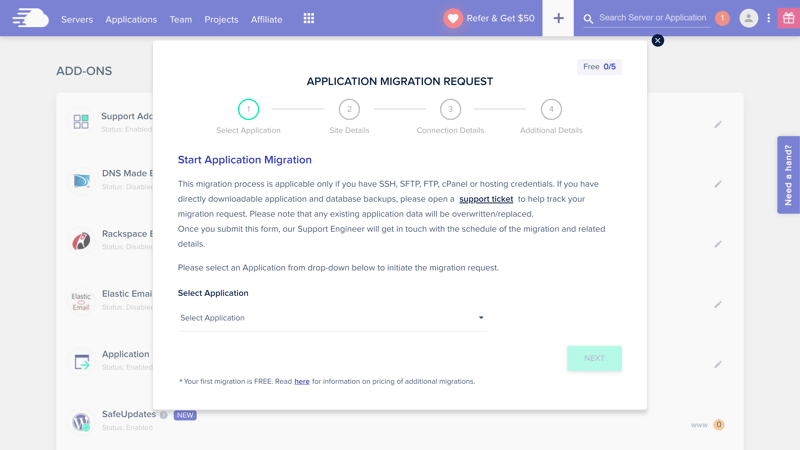 Servers Applications Team Projects Affiliate
Refer & Get $50
+
Search Server or Application
1
ADD-ONS
Free 0/5
APPLICATION MIGRATION REQUEST
1 2 3 4
Select Application Site Details Connection Details Additional Details
Start Application Migration
This migration process is applicable only if you have SSH, SFTP, FTP, cPanel or hosting credentials. If you have
directly downloadable application and database backups, please open a support ticket to help track your
migration request. Please note that any existing application data will be overwritten/replaced.
Once you submit this form, our Support Engineer will get in touch with the schedule of the migration and related
details.
Please select an Application from drop-down below to initiate the migration request.
Select Application
Select Application
NEXT
* Your first migration is FREE. Read here for information on pricing of additional migrations.
Support Add
Status: Enabled
DNS Made E
Status: Disabled
Rackspace E
Status: Disabled
Elastic
Email
Elastic Emai
Status: Disabled
Application
Status: Enabled
SafeUpdates NEW
Status: Enabled
www 0
Need a hand?